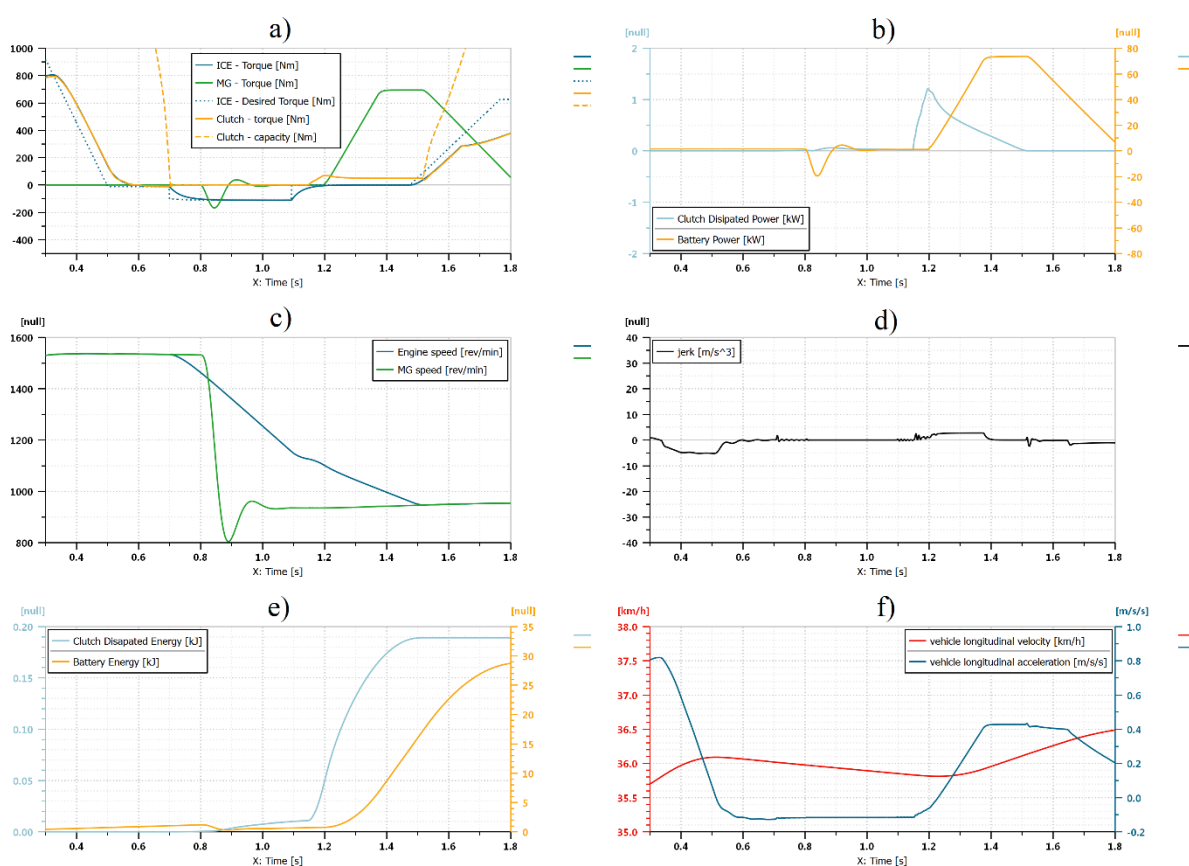 a)
1000
800
600
400
200
0
-200
-400
ICE - Torque [Nm]
MG - Torque [Nm]
ICE - Desired Torque [Nm]
Clutch - torque [Nm]
Clutch - capacity [Nm]
0.4 0.6 0.8 1.0 1.2 1.4 1.6 1.8
X: Time [s]
b)
[null] [null]
2
1
0
-1
-2
80
60
40
20
0
-20
-40
-60
-80
Clutch Disipated Power [kW]
Battery Power [kW]
0.4 0.6 0.8 1.0 1.2 1.4 1.6 1.8
X: Time [s]
c)
[null]
1600
1400
1200
1000
800
Engine speed [rev/min]
MG speed [rev/min]
0.4 0.6 0.8 1.0 1.2 1.4 1.6 1.8
X: Time [s]
d)
[null]
40
30
20
10
0
-10
-20
-30
-40
jerk [m/s^3]
0.4 0.6 0.8 1.0 1.2 1.4 1.6 1.8
X: Time [s]
e)
[null] [null]
0.20
0.15
0.10
0.05
0.00
35
30
25
20
15
10
5
0
Clutch Disapated Energy [kJ]
Battery Energy [kJ]
0.4 0.6 0.8 1.0 1.2 1.4 1.6 1.8
X: Time [s]
f)
[km/h] [m/s/s]
38.0
37.5
37.0
36.5
36.0
35.5
35.0
1.0
0.8
0.6
0.4
0.2
0.0
-0.2
vehicle longitudinal velocity [km/h]
vehicle longitudinal acceleration [m/s/s]
0.4 0.6 0.8 1.0 1.2 1.4 1.6 1.8
X: Time [s]